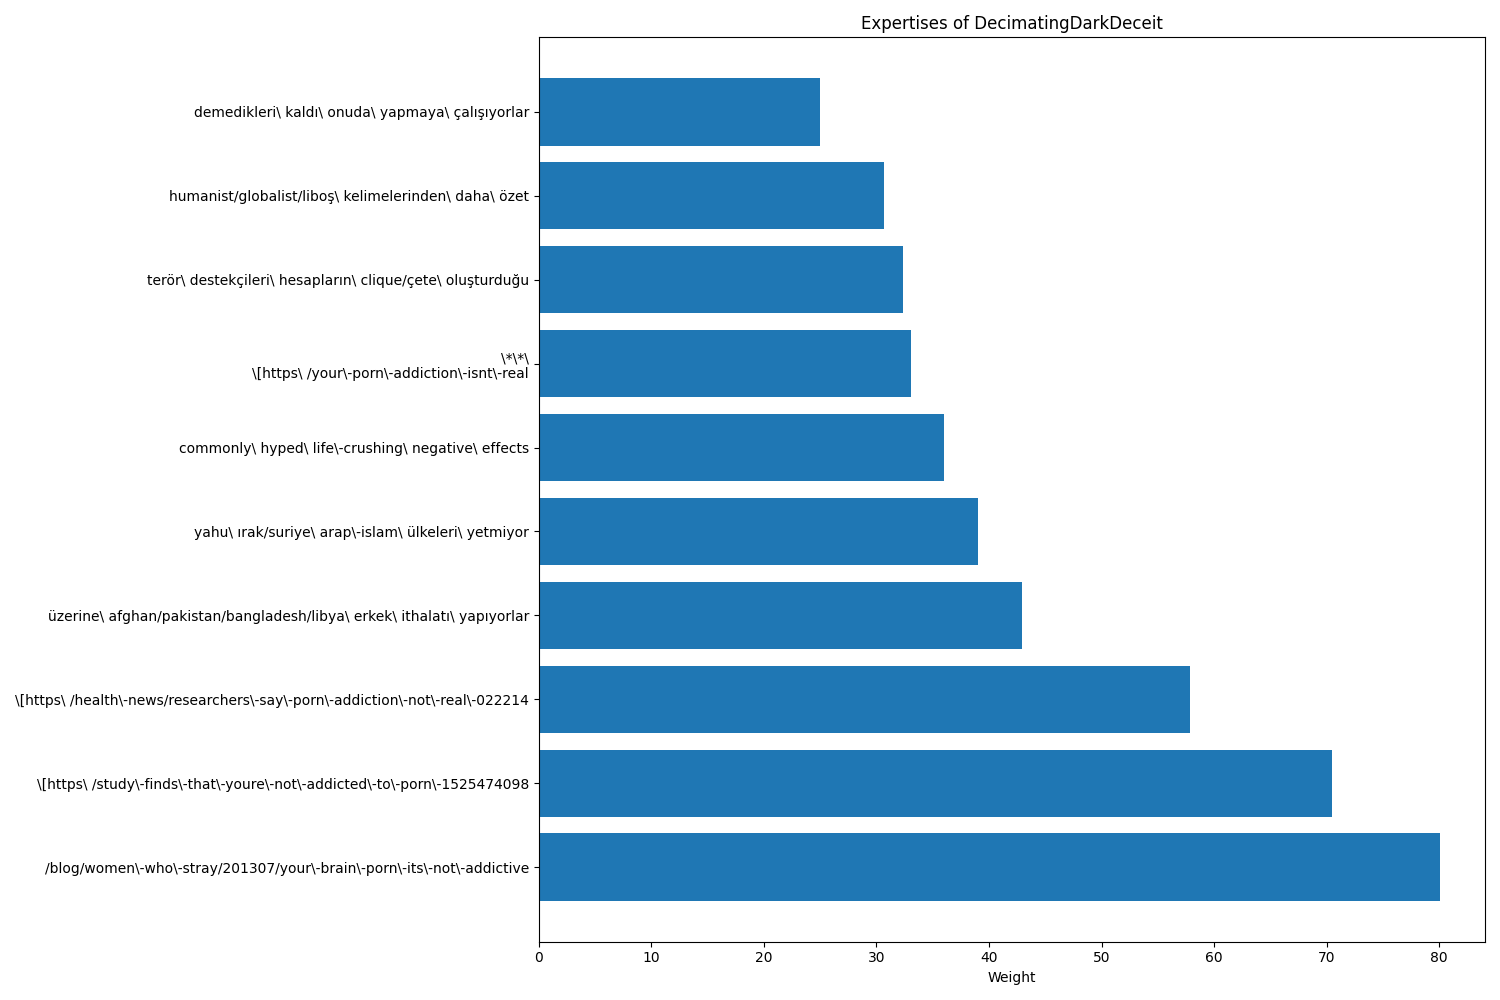 Expertises of DecimatingDarkDeceit
demedikleri\ kaldı\ onuda\ yapmaya\ çalışıyorlar
humanist/globalist/liboş\ kelimelerinden\ daha\ özet
terör\ destekçileri\ hesapların\ clique/çete\ oluşturduğu
\*\*\
\[https\ /your\-porn\-addiction\-isnt\-real
commonly\ hyped\ life\-crushing\ negative\ effects
yahu\ ırak/suriye\ arap\-islam\ ülkeleri\ yetmiyor
üzerine\ afghan/pakistan/bangladesh/libya\ erkek\ ithalatı\ yapıyorlar
\[https\ /health\-news/researchers\-say\-porn\-addiction\-not\-real\-022214
\[https\ /study\-finds\-that\-youre\-not\-addicted\-to\-porn\-1525474098
/blog/women\-who\-stray/201307/your\-brain\-porn\-its\-not\-addictive
0 10 20 30 40 50 60 70 80
Weight